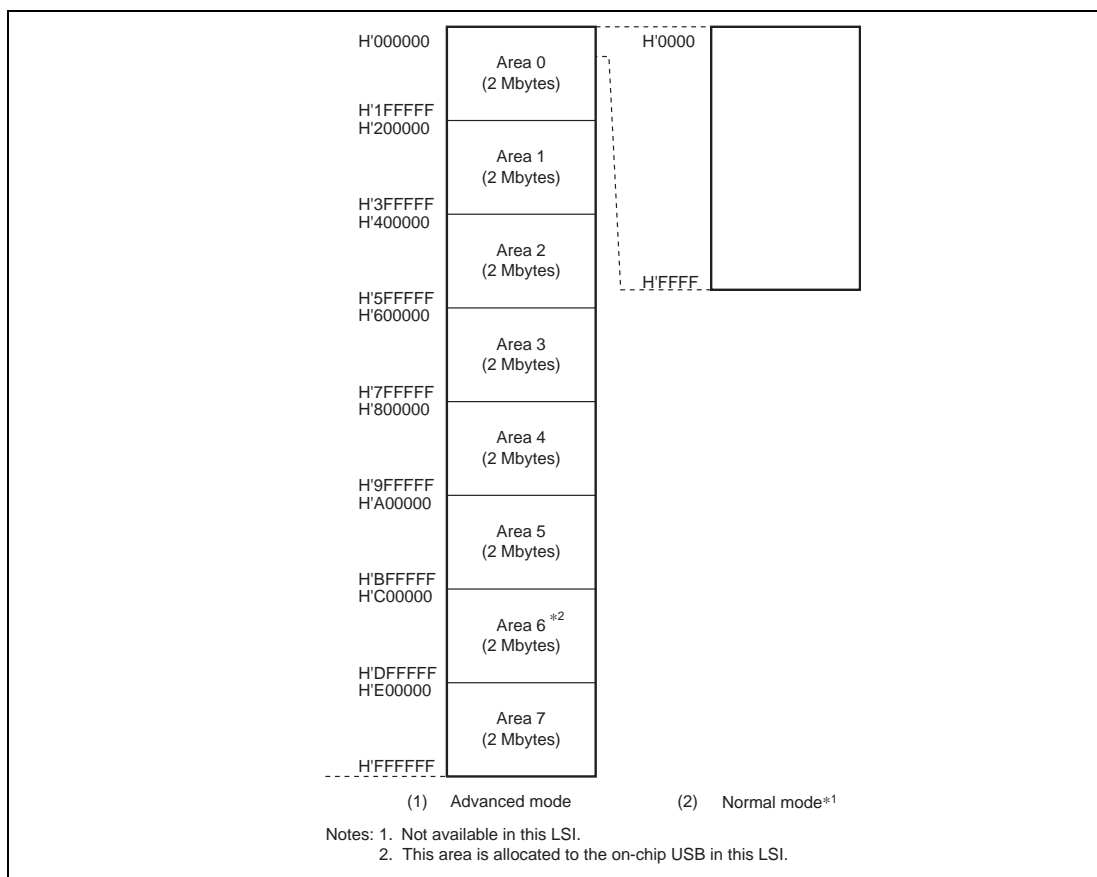 H'000000
H'0000
Area 0
(2 Mbytes)
H'1FFFFF
H'200000
Area 1
(2 Mbytes)
H'3FFFFF
H'400000
Area 2
(2 Mbytes)
H'FFFF
H'5FFFFF
H'600000
Area 3
(2 Mbytes)
H'7FFFFF
H'800000
Area 4
(2 Mbytes)
H'9FFFFF
H'A00000
Area 5
(2 Mbytes)
H'BFFFFF
H'C00000
Area 6 *2
(2 Mbytes)
H'DFFFFF
H'E00000
Area 7
(2 Mbytes)
H'FFFFFF
(1) Advanced mode
(2) Normal mode*1
Notes: 1. Not available in this LSI.
2. This area is allocated to the on-chip USB in this LSI.